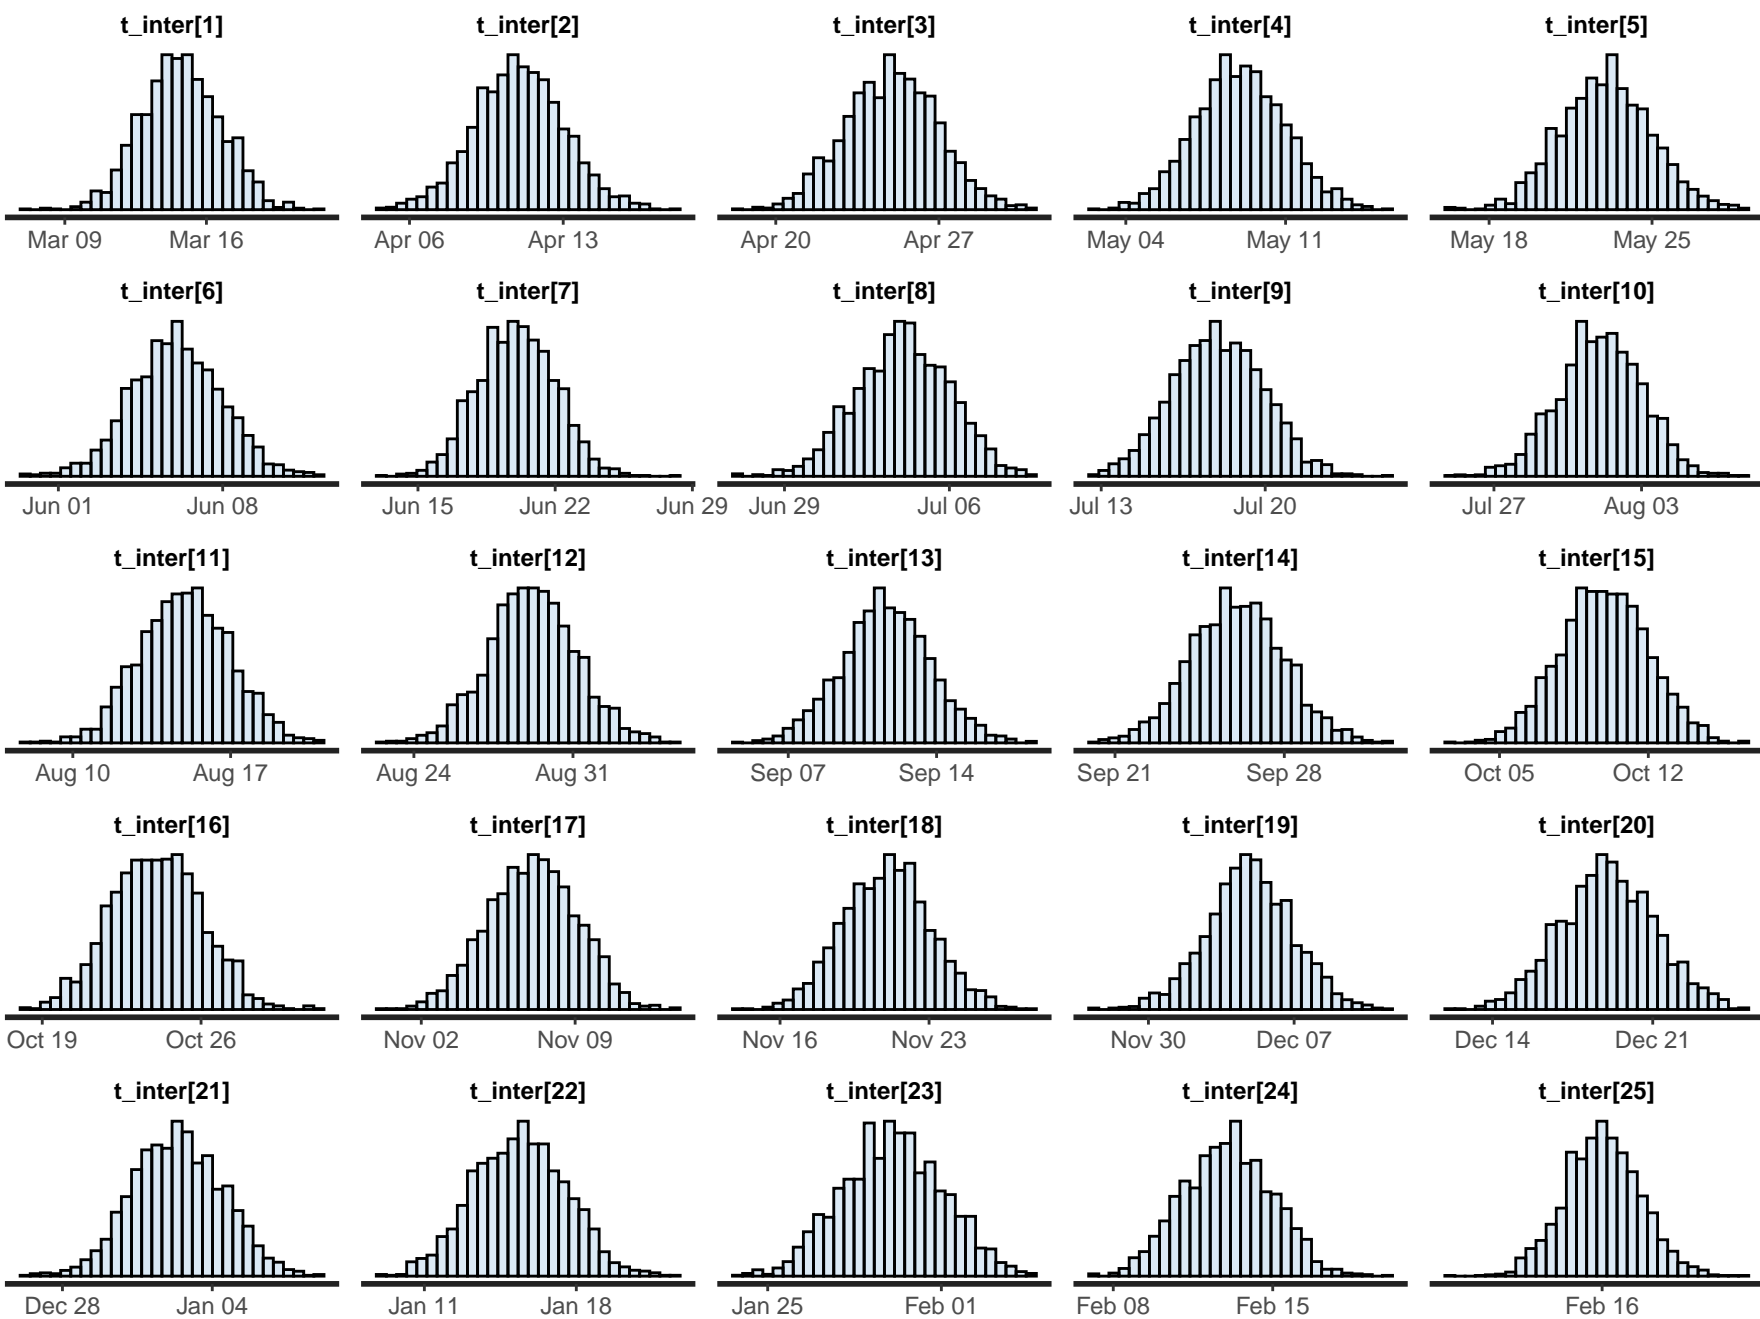 t_inter[1] t_inter[2] t_inter[3] t_inter[4] t_inter[5]
Mar 09 Mar 16 Apr 06 Apr 13 Apr 20 Apr 27 May 04 May 11 May 18 May 25
t_inter[6] t_inter[7] t_inter[8] t_inter[9] t_inter[10]
Jun 01 Jun 08 Jun 15 Jun 22 Jun 29 Jun 29 Jul 06 Jul 13 Jul 20 Jul 27 Aug 03
t_inter[11] t_inter[12] t_inter[13] t_inter[14] t_inter[15]
Aug 10 Aug 17 Aug 24 Aug 31 Sep 07 Sep 14 Sep 21 Sep 28 Oct 05 Oct 12
t_inter[16] t_inter[17] t_inter[18] t_inter[19] t_inter[20]
Oct 19 Oct 26 Nov 02 Nov 09 Nov 16 Nov 23 Nov 30 Dec 07 Dec 14 Dec 21
t_inter[21] t_inter[22] t_inter[23] t_inter[24] t_inter[25]
Dec 28 Jan 04 Jan 11 Jan 18 Jan 25 Feb 01 Feb 08 Feb 15 Feb 16